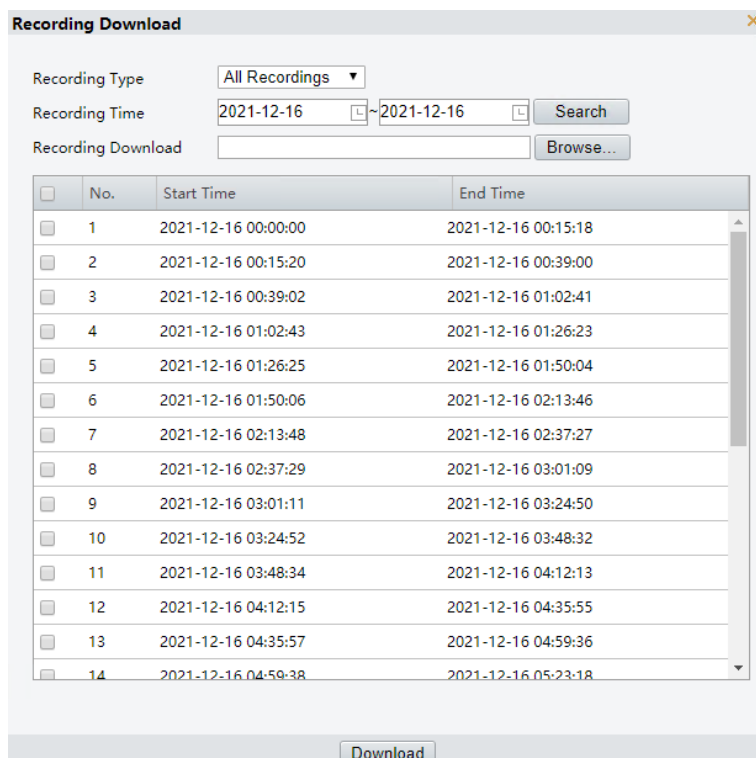 Recording Download
Recording Type All Recordings
Recording Time 2021-12-16 ~ 2021-12-16 Search
Recording Download Browse...
No. Start Time End Time
1 2021-12-16 00:00:00 2021-12-16 00:15:18
2 2021-12-16 00:15:20 2021-12-16 00:39:00
3 2021-12-16 00:39:02 2021-12-16 01:02:41
4 2021-12-16 01:02:43 2021-12-16 01:26:23
5 2021-12-16 01:26:25 2021-12-16 01:50:04
6 2021-12-16 01:50:06 2021-12-16 02:13:46
7 2021-12-16 02:13:48 2021-12-16 02:37:27
8 2021-12-16 02:37:29 2021-12-16 03:01:09
9 2021-12-16 03:01:11 2021-12-16 03:24:50
10 2021-12-16 03:24:52 2021-12-16 03:48:32
11 2021-12-16 03:48:34 2021-12-16 04:12:13
12 2021-12-16 04:12:15 2021-12-16 04:35:55
13 2021-12-16 04:35:57 2021-12-16 04:59:36
14 2021-12-16 04:59:38 2021-12-16 05:23:18
Download